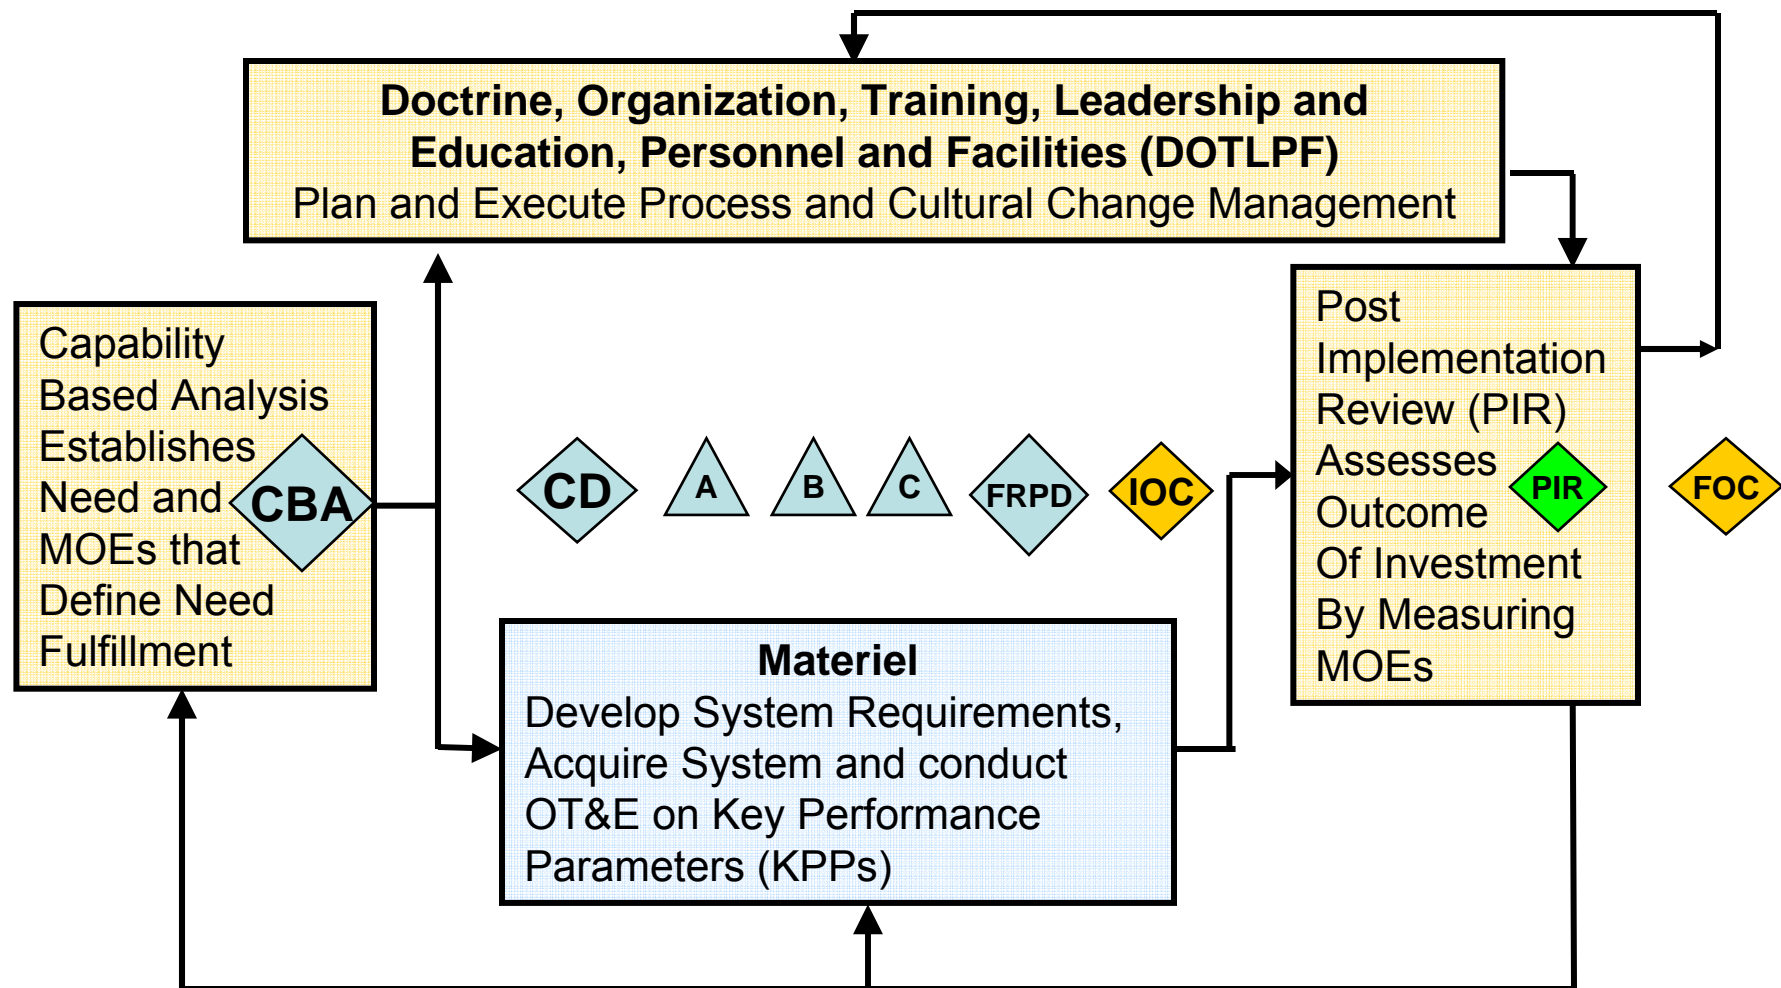 Doctrine, Organization, Training, Leadership and
Education, Personnel and Facilities (DOTLPF)
Plan and Execute Process and Cultural Change Management
Capability
Based Analysis
Establishes
Need and
MOEs that
Define Need
Fulfillment
CBA
CD
A
B
C
FRPD
IOC
Post
Implementation
Review (PIR)
Assesses
Outcome
Of Investment
By Measuring
MOEs
PIR
FOC
Materiel
Develop System Requirements,
Acquire System and conduct
OT&E on Key Performance
Parameters (KPPs)